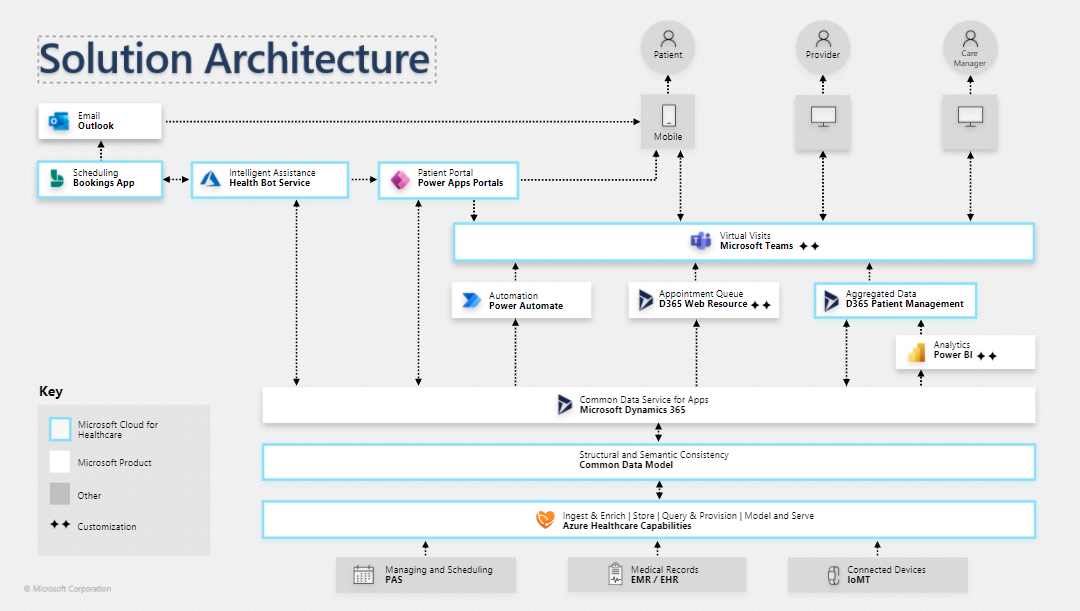 Solution Architecture
Patient
Provider
Care
Manager
Email
Outlook
Mobile
Scheduling
Bookings App
Intelligent Assistance
Health Bot Service
Patient Portal
Power Apps Portals
Virtual Visits
Microsoft Teams
Automation
Power Automate
Appointment Queue
D365 Web Resource
Aggregated Data
D365 Patient Management
Analytics
Power BI
Key
Microsoft Cloud for
Healthcare
Microsoft Product
Other
Customization
Common Data Service for Apps
Microsoft Dynamics 365
Structural and Semantic Consistency
Common Data Model
Ingest & Enrich | Store | Query & Provision | Model and Serve
Azure Healthcare Capabilities
Managing and Scheduling
PAS
Medical Records
EMR / EHR
Connected Devices
IoMT
© Microsoft Corporation